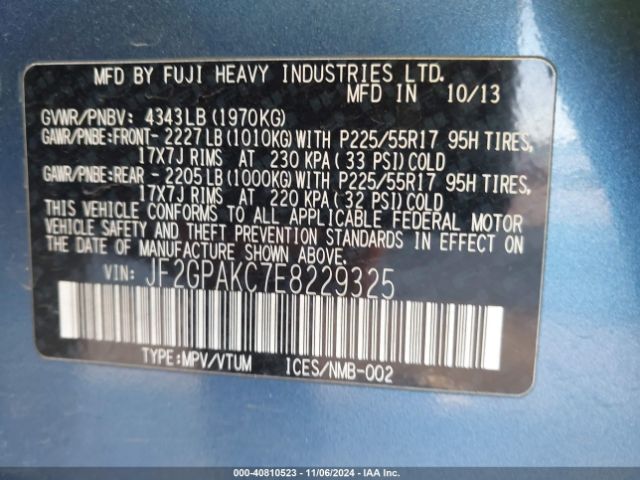 MFD BY FUJI HEAVY INDUSTRIES LTD.
MFD IN 10/13
GVWR/PNBV: 4343LB (1970KG)
GAWR/PNBE:FRONT- 2227LB (1010KG) WITH P225/55R17 95H TIRES,
17X7J RIMS AT 230 KPA ( 33 PSI) COLD
GAWR/PNBE:REAR - 2205LB (1000KG) WITH P225/55R17 95H TIRES,
17X7J RIMS AT 220 KPA ( 32 PSI) COLD
THIS VEHICLE CONFORMS TO ALL APPLICABLE FEDERAL MOTOR
VEHICLE SAFETY AND THEFT PREVENTION STANDARDS IN EFFECT ON THE DATE OF
MANUFACTURE SHOWN ABOVE.
VIN: JF2GPAKC7E8229325
TYPE:MPV/VTUM ICES/NMB-002
000-40810523 - 11/06/2024 - IAA Inc.